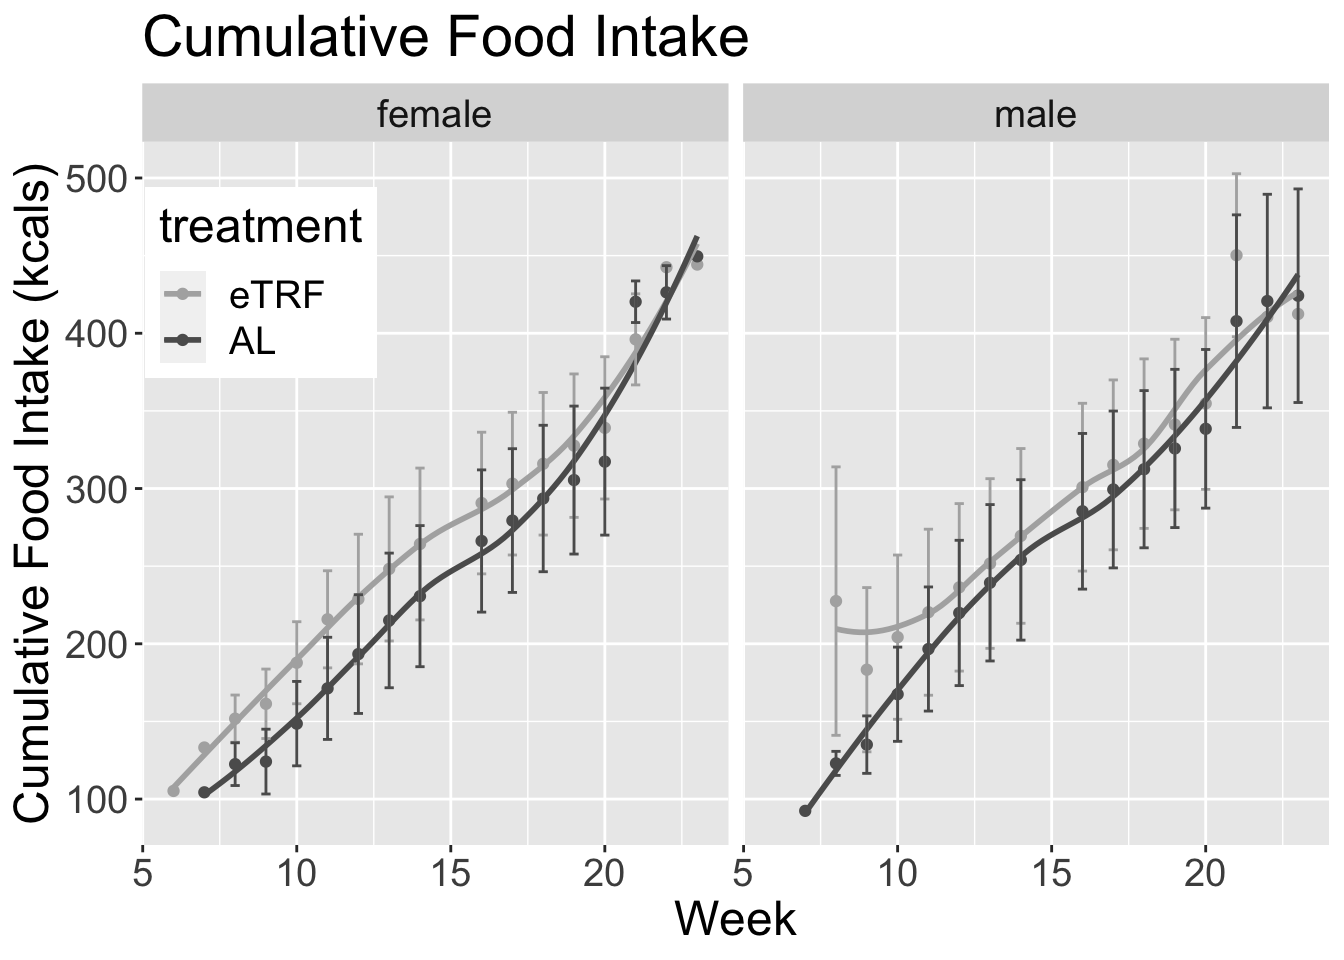 Cumulative Food Intake
female
male
Cumulative Food Intake (kcals)
500
400
300
200
100
treatment
eTRF
AL
5
10
15
20
5
10
15
20
Week